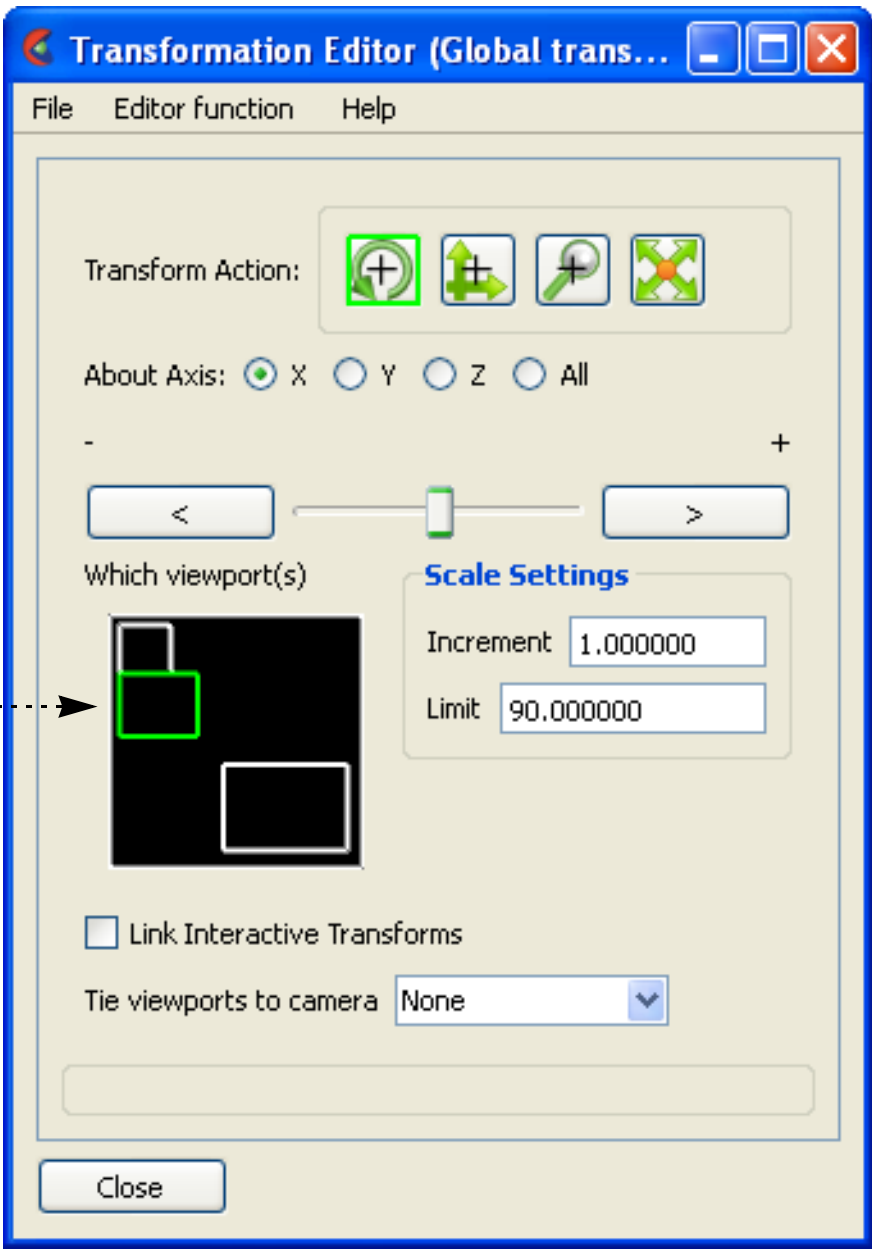 Transformation Editor (Global trans...
File Editor function Help
Transform Action:
About Axis: X Y Z All
- +
< >
Which viewport(s)
Scale Settings
Increment 1.000000
Limit 90.000000
Link Interactive Transforms
Tie viewports to camera None
Close